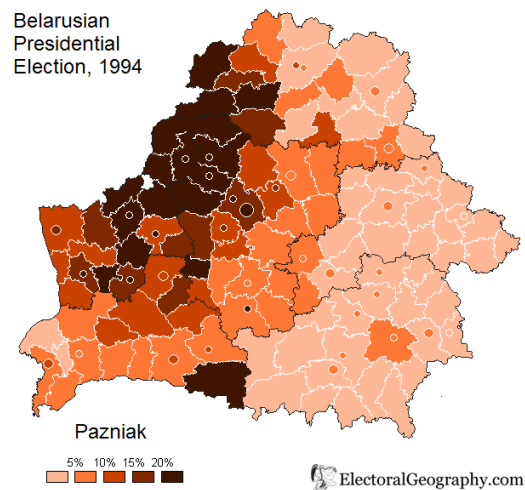 Belarusian
Presidential
Election, 1994
Pazniak
5% 10% 15% 20%
ElectoralGeography.com